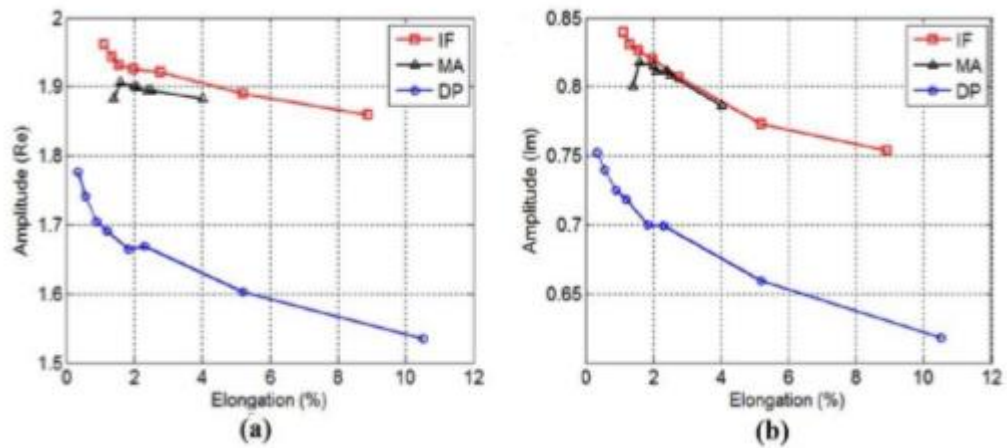 2
1.9
1.8
1.7
1.6
1.5
Amplitude (Re)
IF
MA
DP
0 2 4 6 8 10 12
Elongation (%)
(a)
0.85
0.8
0.75
0.7
0.65
Amplitude (Im)
IF
MA
DP
0 2 4 6 8 10 12
Elongation (%)
(b)